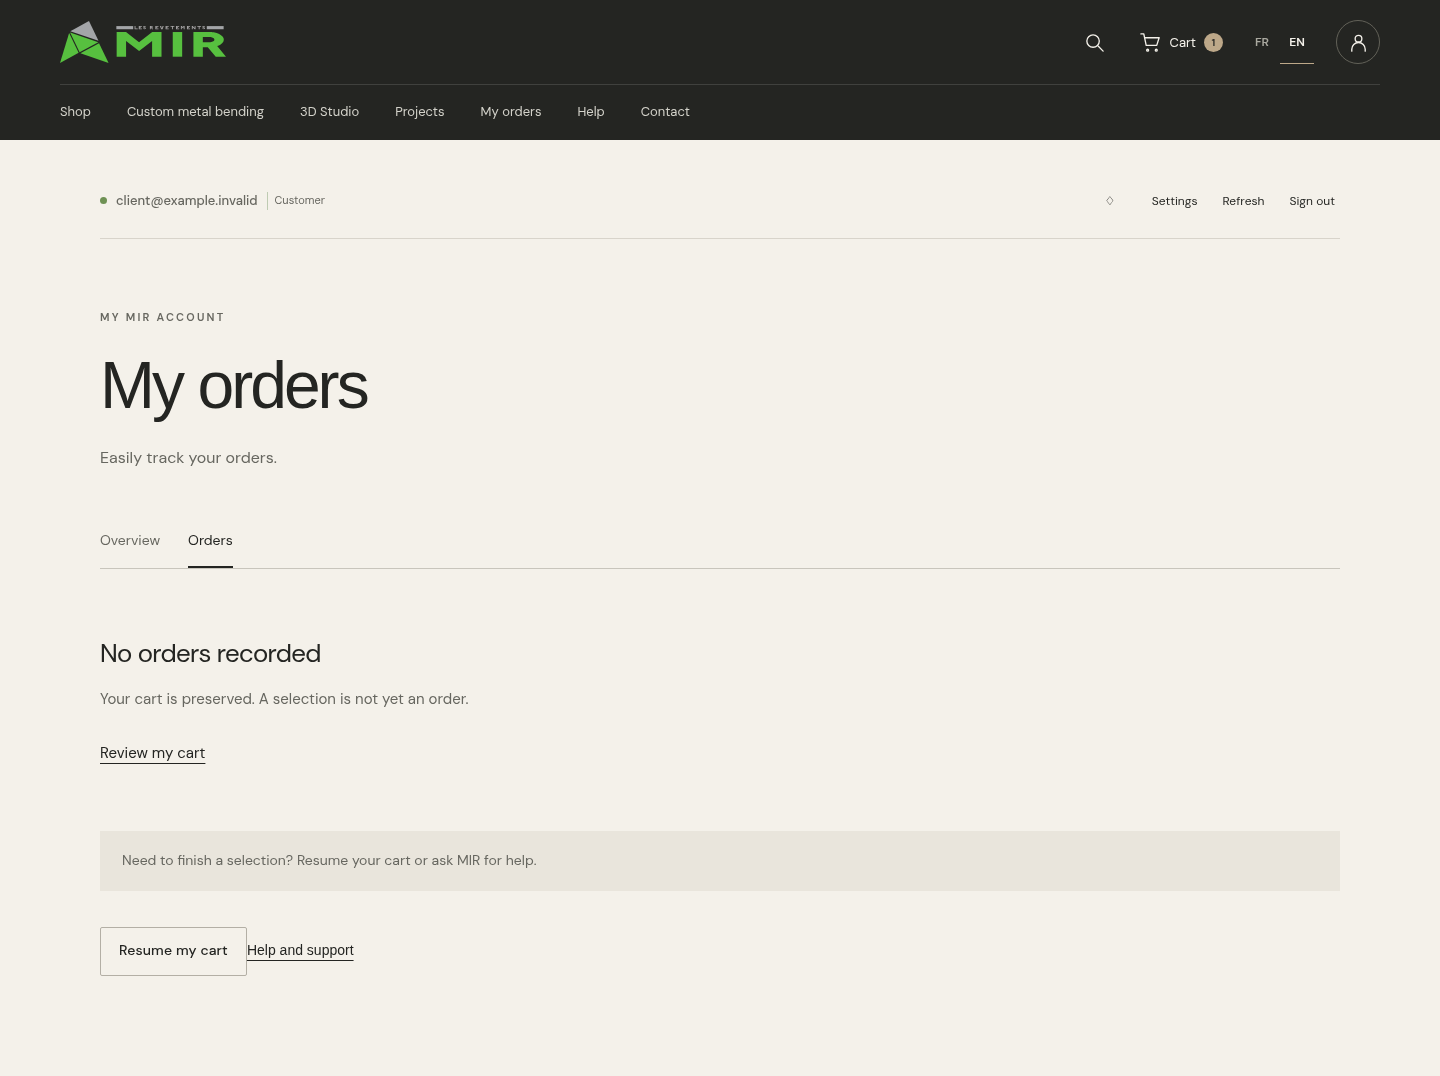 LES REVÊTEMENTS
MIR
Cart 1
FR EN
Shop Custom metal bending 3D Studio Projects My orders Help Contact
client@example.invalid Customer
Settings Refresh Sign out
MY MIR ACCOUNT
My orders
Easily track your orders.
Overview Orders
No orders recorded
Your cart is preserved. A selection is not yet an order.
Review my cart
Need to finish a selection? Resume your cart or ask MIR for help.
Resume my cart Help and support